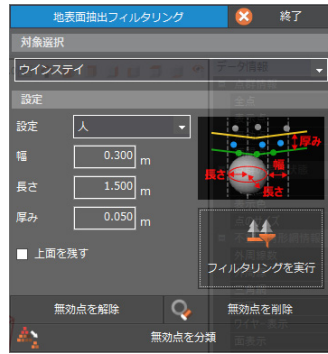 地表面抽出フィルタリング 終了
対象選択
ウインステイ
設定
設定 人
幅 0.300 m
長さ 1.500 m
厚み 0.050 m
上面を残す
厚み
幅
長さ
長さ
フィルタリングを実行
無効点を解除 無効点を削除
無効点を分類